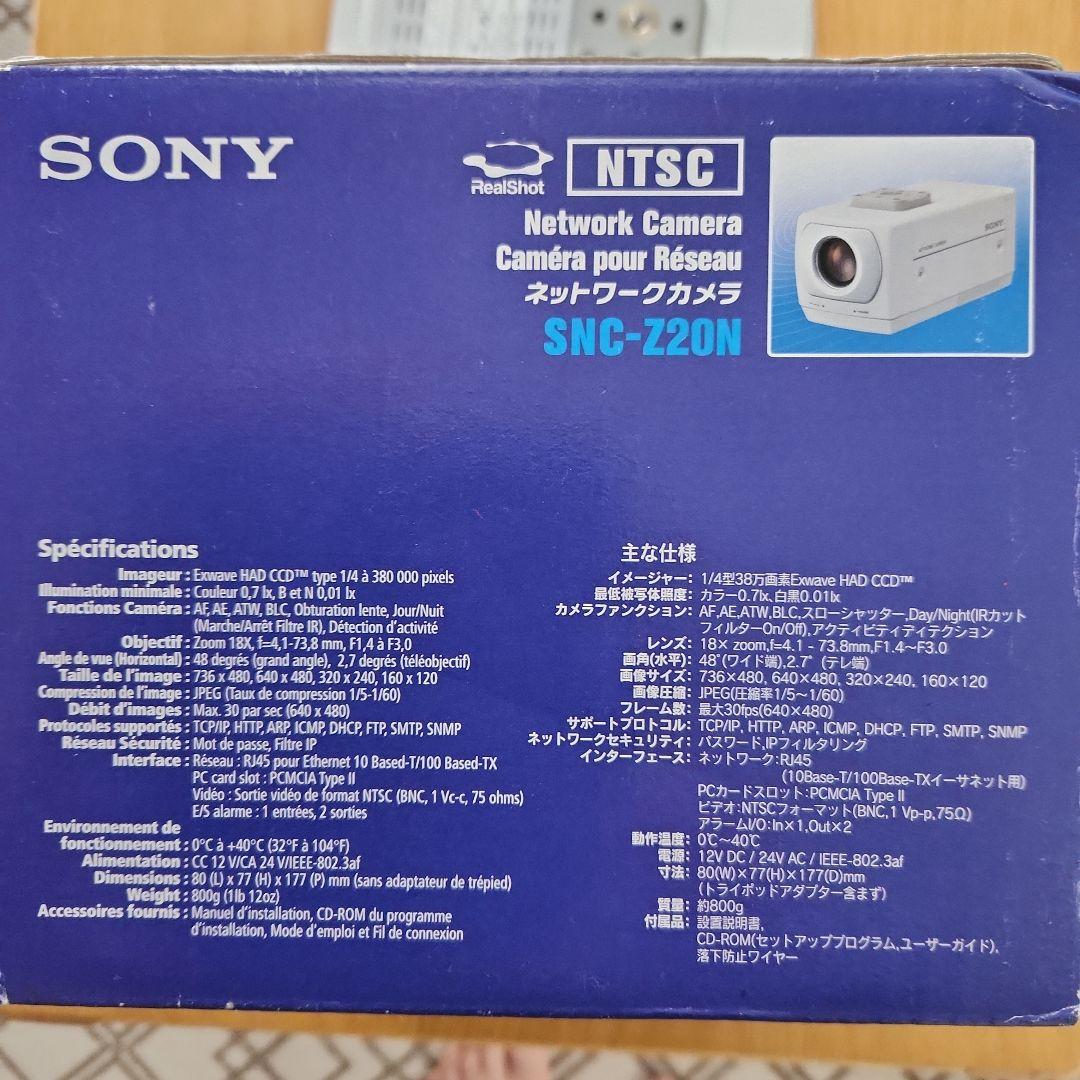 SONY
RealShot
NTSC
Network Camera
Caméra pour Réseau
ネットワークカメラ
SNC-Z20N
SONY
Spécifications
Imageur : Exwave HAD CCD™ type 1/4 à 380 000 pixels
Illumination minimale : Couleur 0,7 lx, B et N 0,01 lx
Fonctions Caméra : AF, AE, ATW, BLC, Obturation lente, Jour/Nuit
(Marche/Arrêt Filtre IR), Détection d'activité
Objectif : Zoom 18X, f=4,1-73,8 mm, F1,4 à F3,0
Angle de vue (Horizontal) : 48 degrés (grand angle), 2,7 degrés (téléobjectif)
Taille de l'image : 736 x 480, 640 x 480, 320 x 240, 160 x 120
Compression de l'image : JPEG (Taux de compression 1/5-1/60)
Débit d'images : Max. 30 par sec (640 x 480)
Protocoles supportés : TCP/IP, HTTP, ARP, ICMP, DHCP, FTP, SMTP, SNMP
Réseau Sécurité : Mot de passe, Filtre IP
Interface : Réseau : RJ45 pour Ethernet 10 Based-T/100 Based-TX
PC card slot : PCMCIA Type II
Vidéo : Sortie vidéo de format NTSC (BNC, 1 Vc-c, 75 ohms)
E/S alarme : 1 entrées, 2 sorties
Environnement de
fonctionnement : 0°C à +40°C (32°F à 104°F)
Alimentation : CC 12 V/CA 24 V/IEEE-802.3af
Dimensions : 80 (L) x 77 (H) x 177 (P) mm (sans adaptateur de trépied)
Weight : 800g (1lb 12oz)
Accessoires fournis : Manuel d'installation, CD-ROM du programme
d'installation, Mode d'emploi et Fil de connexion
主な仕様
イメージャー: 1/4型38万画素Exwave HAD CCD™
最低被写体照度: カラー0.7lx, 白黒0.01lx
カメラファンクション: AF,AE,ATW,BLC,スローシャッター,Day/Night(IRカット
フィルターOn/Off),アクティビティディテクション
レンズ: 18× zoom,f=4.1 - 73.8mm,F1.4～F3.0
画角(水平): 48°(ワイド端),2.7°(テレ端)
画像サイズ: 736×480, 640×480, 320×240, 160×120
画像圧縮: JPEG(圧縮率1/5～1/60)
フレーム数: 最大30fps(640×480)
サポートプロトコル: TCP/IP, HTTP, ARP, ICMP, DHCP, FTP, SMTP, SNMP
ネットワークセキュリティ: パスワード,IPフィルタリング
インターフェース: ネットワーク:RJ45
(10Base-T/100Base-TXイーサネット用)
PCカードスロット:PCMCIA Type II
ビデオ:NTSCフォーマット(BNC,1 Vp-p,75Ω)
アラームI/O:In×1,Out×2
動作温度: 0℃～40℃
電源: 12V DC / 24V AC / IEEE-802.3af
寸法: 80(W)×77(H)×177(D)mm
(トライポッドアダプター含まず)
質量: 約800g
付属品: 設置説明書,
CD-ROM(セットアッププログラム,ユーザーガイド),
落下防止ワイヤー